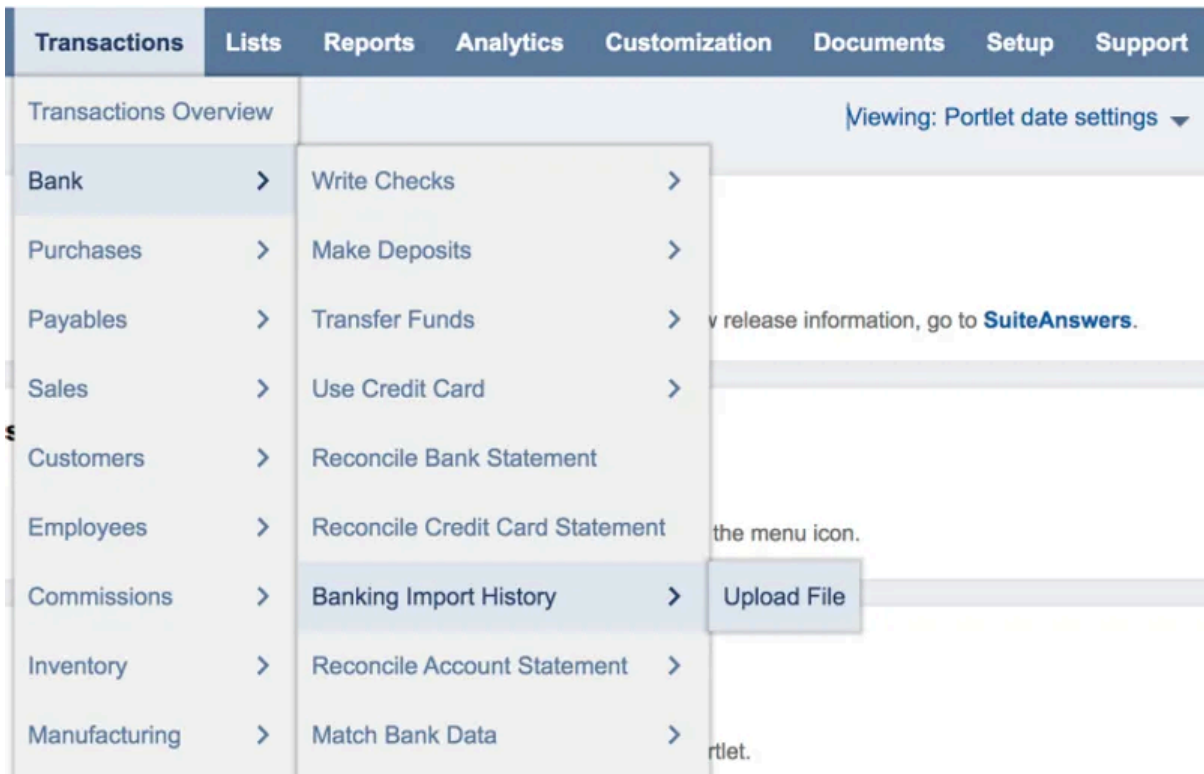 Transactions Lists Reports Analytics Customization Documents Setup Support
Transactions Overview
Viewing: Portlet date settings
Bank
Write Checks
Purchases
Make Deposits
Payables
Transfer Funds
release information, go to SuiteAnswers.
Sales
Use Credit Card
Customers
Reconcile Bank Statement
Employees
Reconcile Credit Card Statement
the menu icon.
Commissions
Banking Import History
Upload File
Inventory
Reconcile Account Statement
Manufacturing
Match Bank Data
rtlet.